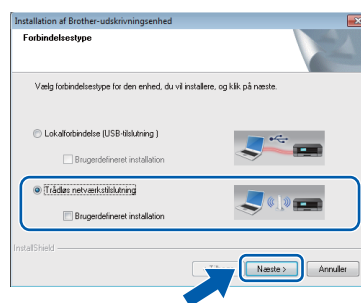 Installation af Brother-udskrivningsenhed
Forbindelsestype
Vælg forbindelsestype for den enhed, du vil installere, og klik på næste.
Lokalforbindelse (USB-tilslutning )
Brugerdefineret installation
Trådløs netværkstilslutning
Brugerdefineret installation
InstallShield
Næste >
Annuller